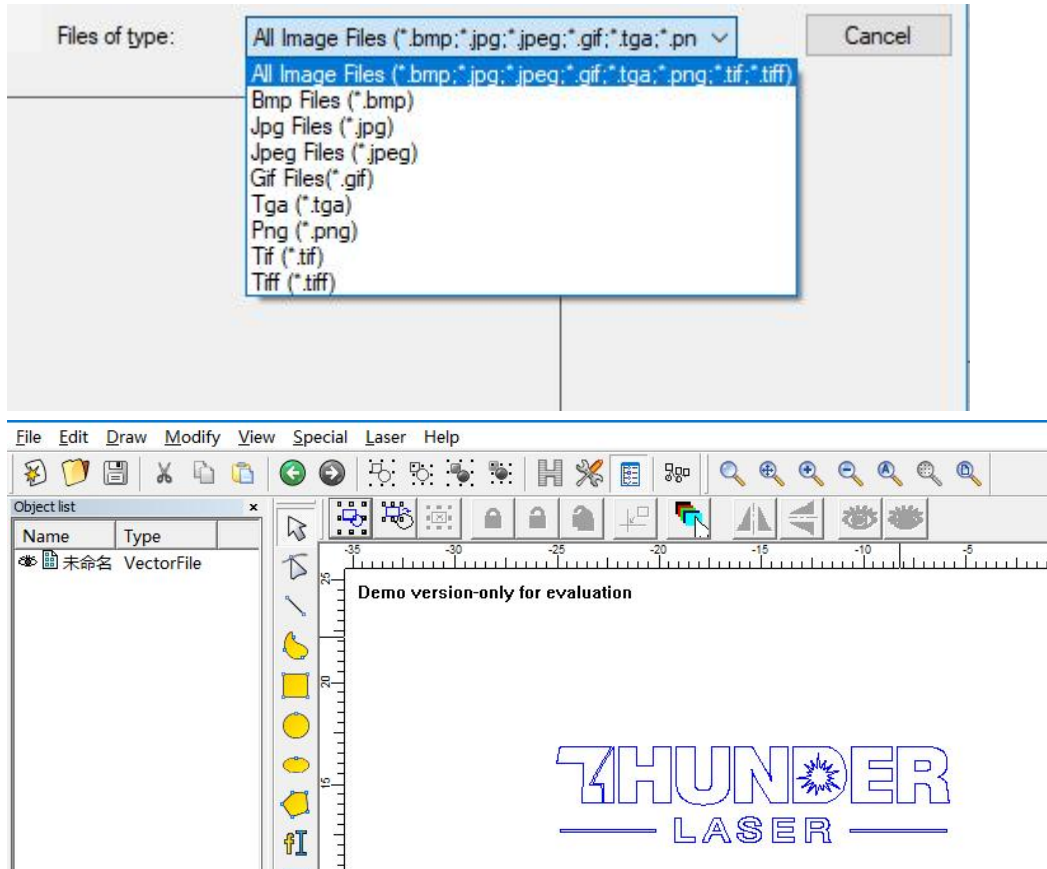 Files of type:
All Image Files (*.bmp;*.jpg;*.jpeg;*.gif;*.tga;*.pn
Cancel
All Image Files (*.bmp;*.jpg;*.jpeg;*.gif;*.tga;*.png;*.tif;*.tiff)
Bmp Files (*.bmp)
Jpg Files (*.jpg)
Jpeg Files (*.jpeg)
Gif Files(*.gif)
Tga (*.tga)
Png (*.png)
Tif (*.tif)
Tiff (*.tiff)
File Edit Draw Modify View Special Laser Help
Object list x
Name Type
未命名 VectorFile
-35 -30 -25 -20 -15 -10 -5
25
Demo version-only for evaluation
20
15
THUNDER
LASER